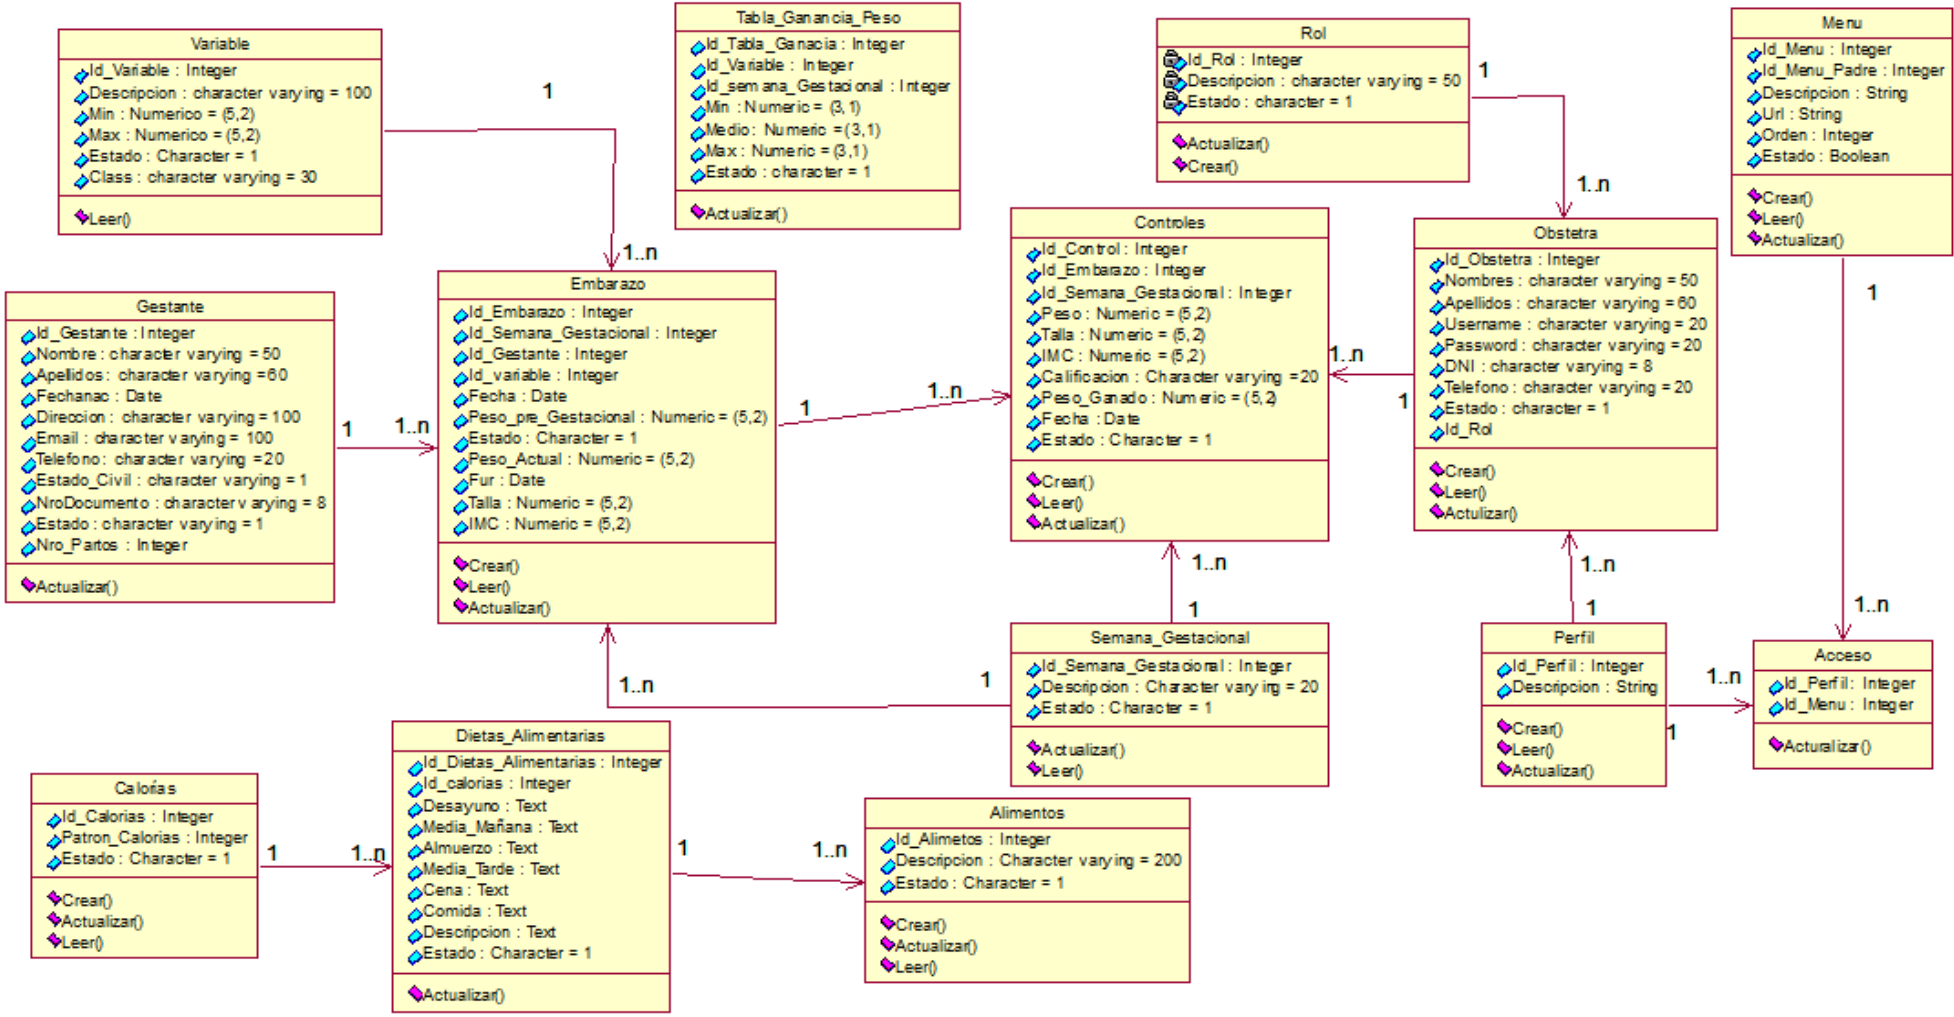 Variable
Id_Variable : Integer
Descripcion : character varying = 100
Min : Numerico = (5,2)
Max : Numerico = (5,2)
Estado : Character = 1
Class : character varying = 30
Leer()
1
1..n
Tabla_Ganancia_Peso
Id_Tabla_Ganacia : Integer
Id_Variable : Integer
Id_semana_Gestacional : Integer
Min : Numeric = (3,1)
Medio : Numeric =(3,1)
Max : Numeric = (3,1)
Estado : character = 1
Actualizar()
Rol
Id_Rol : Integer
Descripcion : character varying = 50
Estado : character = 1
Actualizar()
Crear()
1
1..n
Menu
Id_Menu : Integer
Id_Menu_Padre : Integer
Descripcion : String
Url : String
Orden : Integer
Estado : Boolean
Crear()
Leer()
Actualizar()
1
1..n
Gestante
Id_Gestante : Integer
Nombre : character varying = 50
Apellidos : character varying =60
Fechanac : Date
Direccion : character varying = 100
Email : character varying = 100
Telefono : character varying =20
Estado_Civil : character varying = 1
NroDocumento : character varying = 8
Estado : character varying = 1
Nro_Partos : Integer
Actualizar()
1
1..n
Embarazo
Id_Embarazo : Integer
Id_Semana_Gestacional : Integer
Id_Gestante : Integer
Id_variable : Integer
Fecha : Date
Peso_pre_Gestacional : Numeric = (5,2)
Estado : Character = 1
Peso_Actual : Numeric = (5,2)
Fur : Date
Talla : Numeric = (5,2)
IMC : Numeric = (5,2)
Crear()
Leer()
Actualizar()
1
1..n
Controles
Id_Control : Integer
Id_Embarazo : Integer
Id_Semana_Gestacional : Integer
Peso : Numeric = (5,2)
Talla : Numeric = (5,2)
IMC : Numeric = (5,2)
Calificacion : Character varying =20
Peso_Ganado : Numeric = (5,2)
Fecha : Date
Estado : Character = 1
Crear()
Leer()
Actualizar()
1..n
1
Obstetra
Id_Obstetra : Integer
Nombres : character varying = 50
Apellidos : character varying = 60
Username : character varying = 20
Password : character varying = 20
DNI : character varying = 8
Telefono : character varying = 20
Estado : character = 1
Id_Rol
Crear()
Leer()
Actulizar()
1..n
1
1..n
1
Semana_Gestacional
Id_Semana_Gestacional : Integer
Descripcion : Character varying = 20
Estado : Character = 1
Actualizar()
Leer()
1
1..n
Perfil
Id_Perfil : Integer
Descripcion : String
Crear()
Leer()
Actualizar()
1
1..n
Acceso
Id_Perfil : Integer
Id_Menu : Integer
Acturalizar()
Calorías
Id_Calorias : Integer
Patron_Calorias : Integer
Estado : Character = 1
Crear()
Actualizar()
Leer()
1
1..n
Dietas_Alimentarias
Id_Dietas_Alimentarias : Integer
Id_calorias : Integer
Desayuno : Text
Media_Mañana : Text
Almuerzo : Text
Media_Tarde : Text
Cena : Text
Comida : Text
Descripcion : Text
Estado : Character = 1
Actualizar()
1
1..n
Alimentos
Id_Alimetos : Integer
Descripcion : Character varying = 200
Estado : Character = 1
Crear()
Actualizar()
Leer()